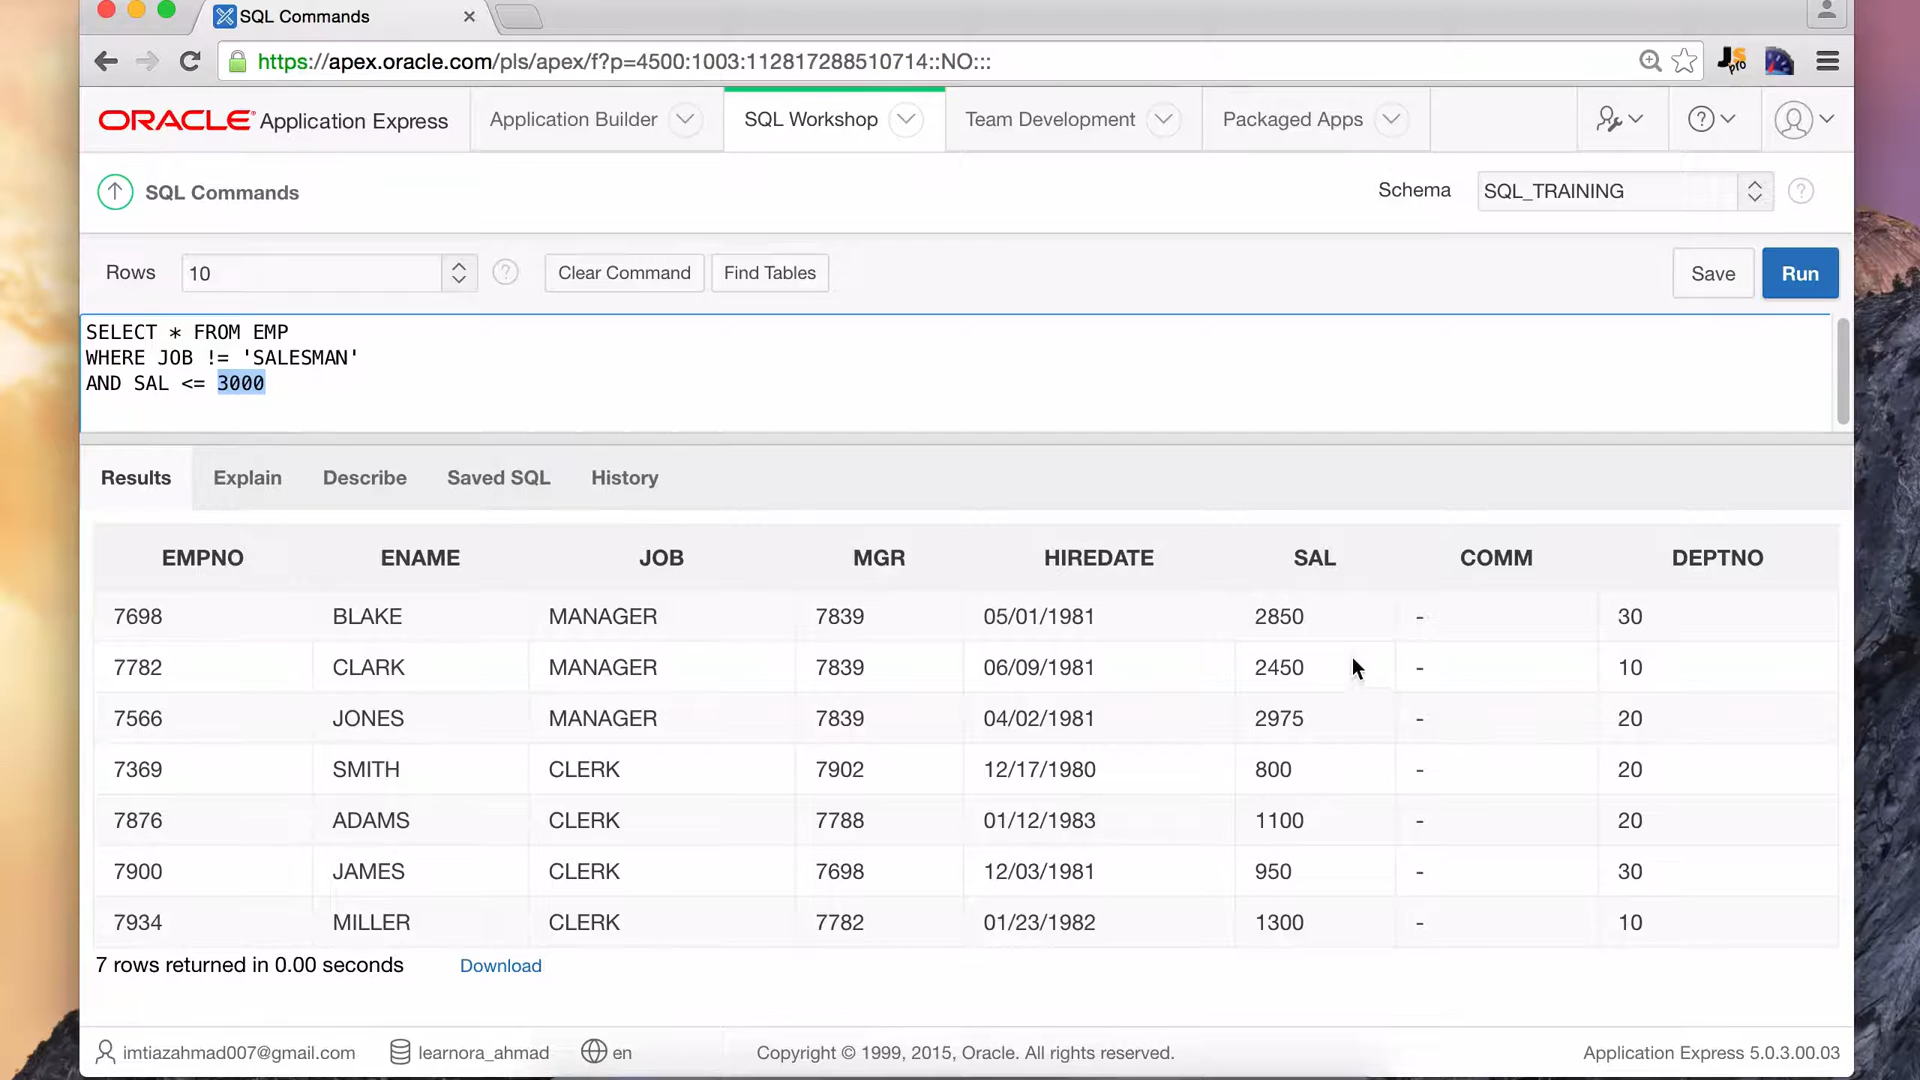 SQL Commands
https://apex.oracle.com/pls/apex/f?p=4500:1003:112817288510714::NO:::
JS pro
ORACLE Application Express
Application Builder
SQL Workshop
Team Development
Packaged Apps
SQL Commands
Schema
SQL_TRAINING
Rows
10
Clear Command
Find Tables
Save
Run
SELECT * FROM EMP
WHERE JOB != 'SALESMAN'
AND SAL <= 3000
Results Explain Describe Saved SQL History
EMPNO ENAME JOB MGR HIREDATE SAL COMM DEPTNO
7698 BLAKE MANAGER 7839 05/01/1981 2850 - 30
7782 CLARK MANAGER 7839 06/09/1981 2450 - 10
7566 JONES MANAGER 7839 04/02/1981 2975 - 20
7369 SMITH CLERK 7902 12/17/1980 800 - 20
7876 ADAMS CLERK 7788 01/12/1983 1100 - 20
7900 JAMES CLERK 7698 12/03/1981 950 - 30
7934 MILLER CLERK 7782 01/23/1982 1300 - 10
7 rows returned in 0.00 seconds
Download
imtiazahmad007@gmail.com
learnora_ahmad
en
Copyright © 1999, 2015, Oracle. All rights reserved.
Application Express 5.0.3.00.03